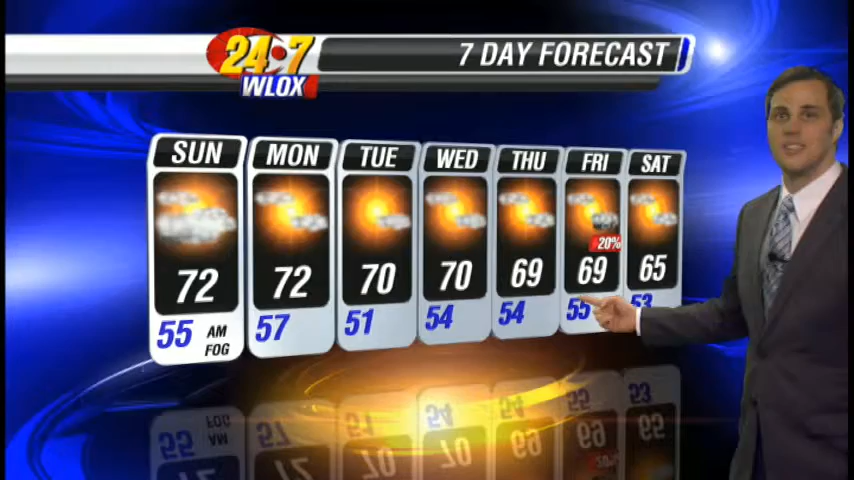 24•7
WLOX
7 DAY FORECAST
SUN MON TUE WED THU FRI SAT
20%
72 72 70 70 69 69 65
55 57 51 54 54 55 53
AM
FOG